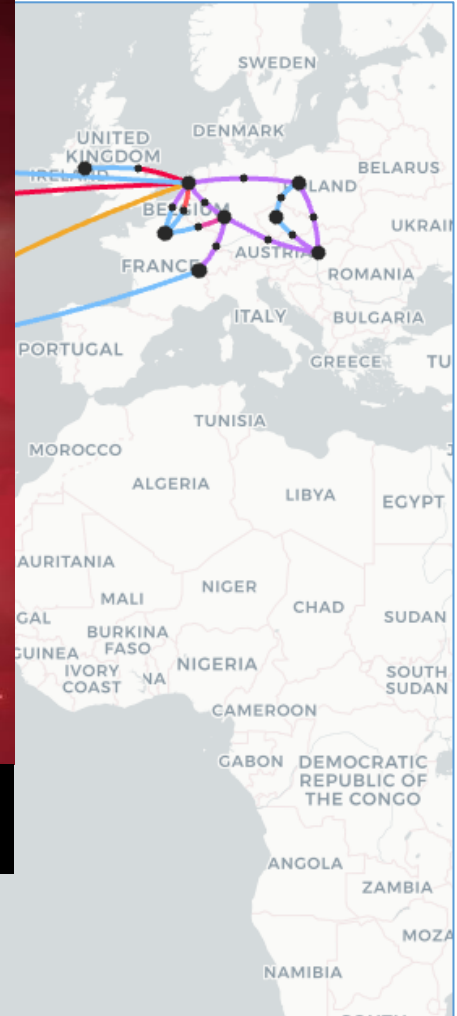 SWEDEN
UNITED
KINGDOM
DENMARK
IRELAND
BELARUS
LAND
BELGIUM
UKRAIN
AUSTRIA
FRANCE
ROMANIA
ITALY
BULGARIA
PORTUGAL
GREECE
TU
TUNISIA
MOROCCO
ALGERIA
LIBYA
EGYPT
AURITANIA
NIGER
MALI
CHAD
GAL
SUDAN
BURKINA
FASO
GUINEA
NIGERIA
IVORY
COAST
NA
SOUTH
SUDAN
CAMEROON
GABON
DEMOCRATIC
REPUBLIC OF
THE CONGO
ANGOLA
ZAMBIA
MOZA
NAMIBIA